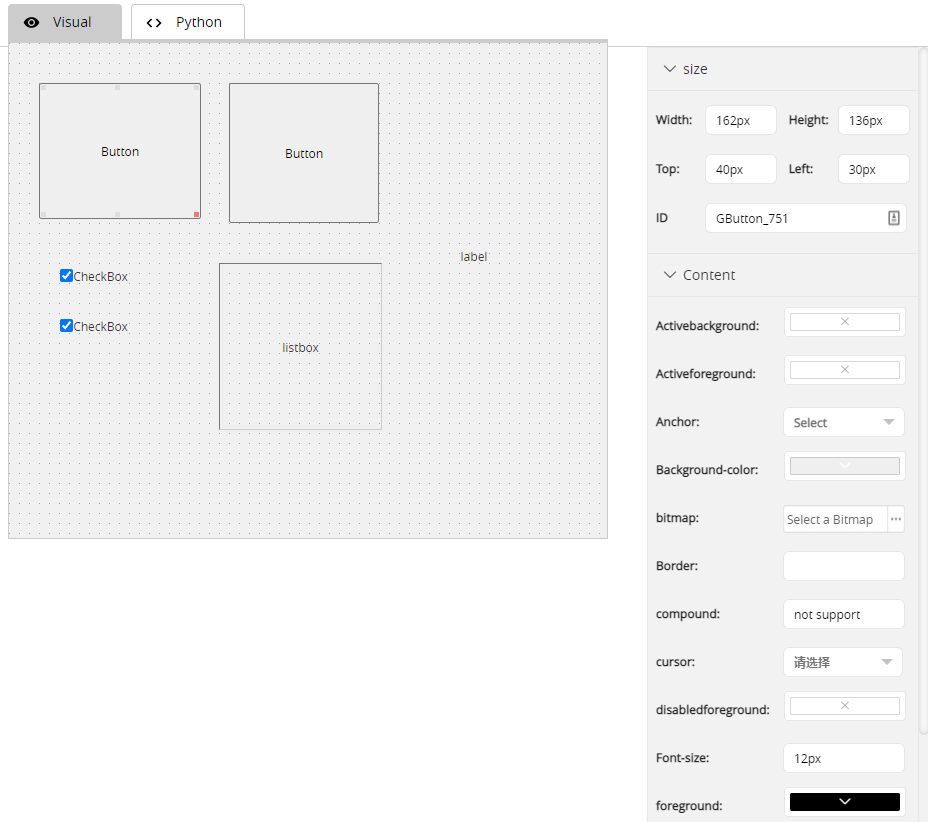 Visual
Python
Button
Button
CheckBox
CheckBox
listbox
label
size
Width: 162px Height: 136px
Top: 40px Left: 30px
ID GButton_751
Content
Activebackground:
Activeforeground:
Anchor: Select
Background-color:
bitmap: Select a Bitmap ...
Border:
compound: not support
cursor: 请选择
disabledforeground:
Font-size: 12px
foreground: